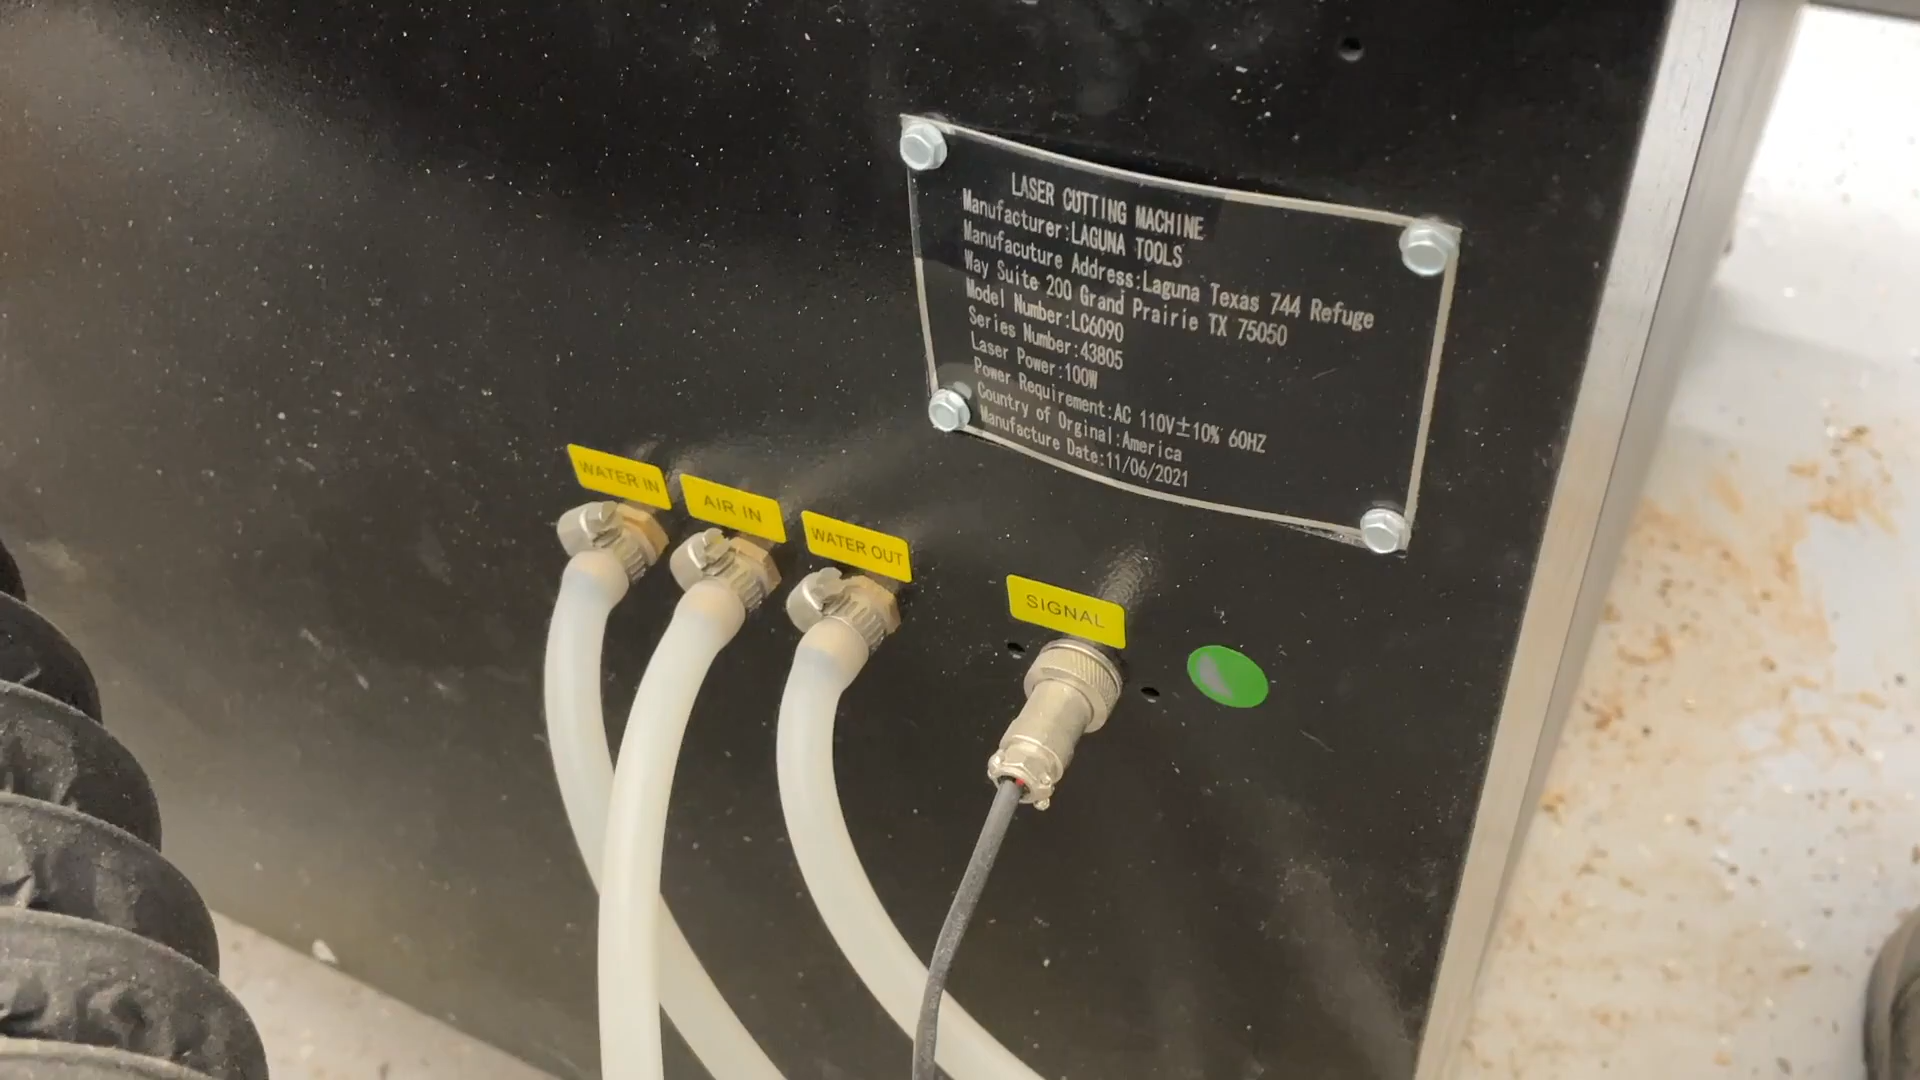 LASER CUTTING MACHINE
Manufacturer:LAGUNA TOOLS
Manufacuture Address:Laguna Texas 744 Refuge
Way Suite 200 Grand Prairie TX 75050
Model Number:LC6090
Series Number:43805
Laser Power:100W
Power Requirement:AC 110V±10% 60HZ
Country of Orginal:America
Manufacture Date:11/06/2021
WATER IN
AIR IN
WATER OUT
SIGNAL